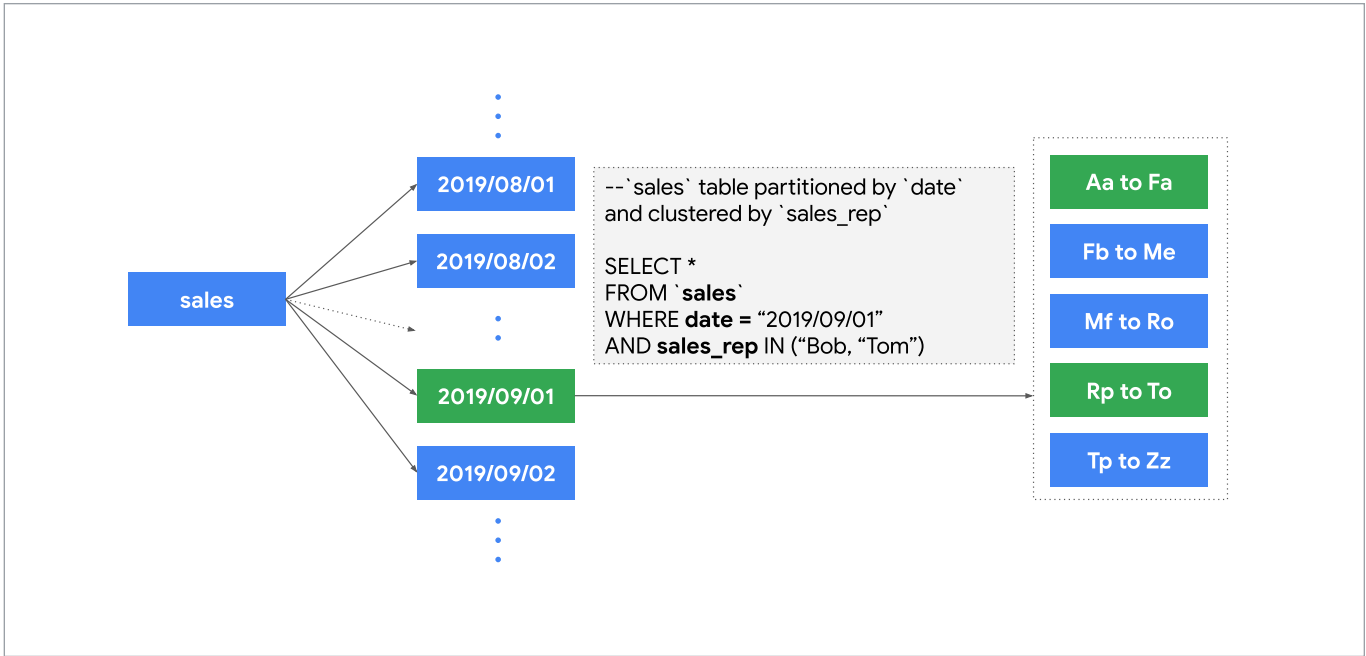 sales
2019/08/01
2019/08/02
2019/09/01
2019/09/02
--`sales` table partitioned by `date`
and clustered by `sales_rep`
SELECT *
FROM `sales`
WHERE date = “2019/09/01”
AND sales_rep IN (“Bob, “Tom”)
Aa to Fa
Fb to Me
Mf to Ro
Rp to To
Tp to Zz